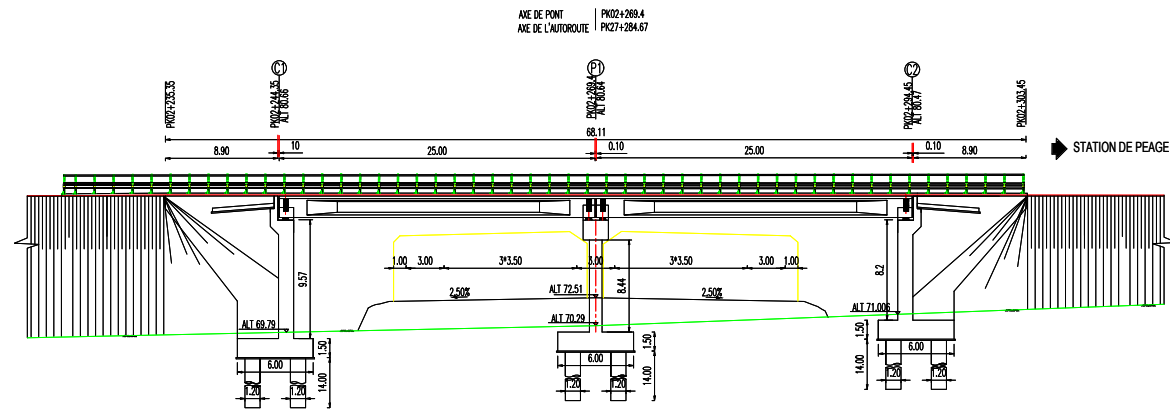 AXE DE PONT PK02+269.4
AXE DE L'AUTOROUTE PK27+284.67
C1 P1 C2
PK02+235.35
PK02+244.35
ALT 80.66
PK02+269.4
ALT 80.64
PK02+294.45
ALT 80.47
PK02+303.45
68.11
8.90 10 25.00 0.10 25.00 0.10 8.90
STATION DE PEAGE
9.57
1.00 3.00 3*3.50 3.00 3*3.50 3.00 1.00
8.44
8.2
2,50% ALT 72.51 2,50%
ALT 69.79 ALT 70.29 ALT 71.006
1.50 1.50 1.50
6.00 6.00 6.00
1.20 1.20 1.20 1.20 1.20 1.20
14.00 14.00 14.00